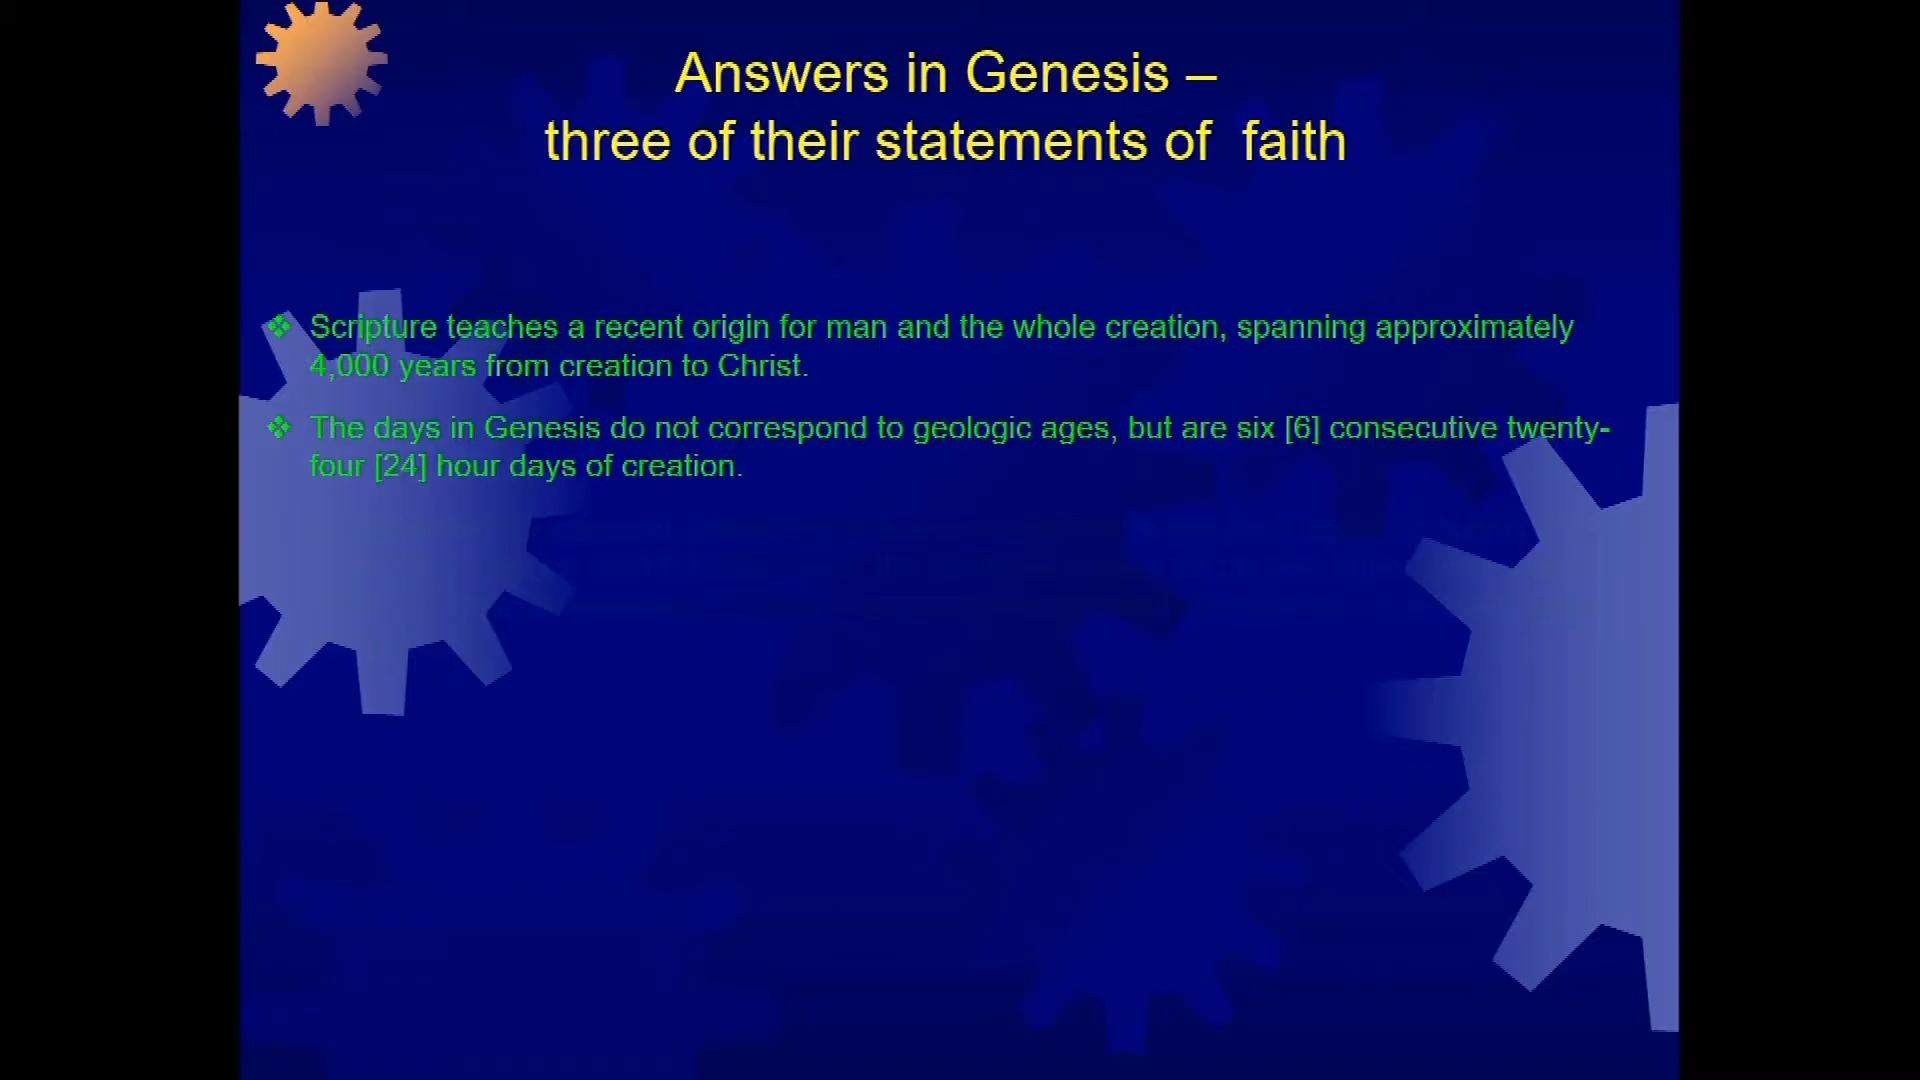 Answers in Genesis –
three of their statements of faith
Scripture teaches a recent origin for man and the whole creation, spanning approximately
4,000 years from creation to Christ.
The days in Genesis do not correspond to geologic ages, but are six [6] consecutive twenty-
four [24] hour days of creation.